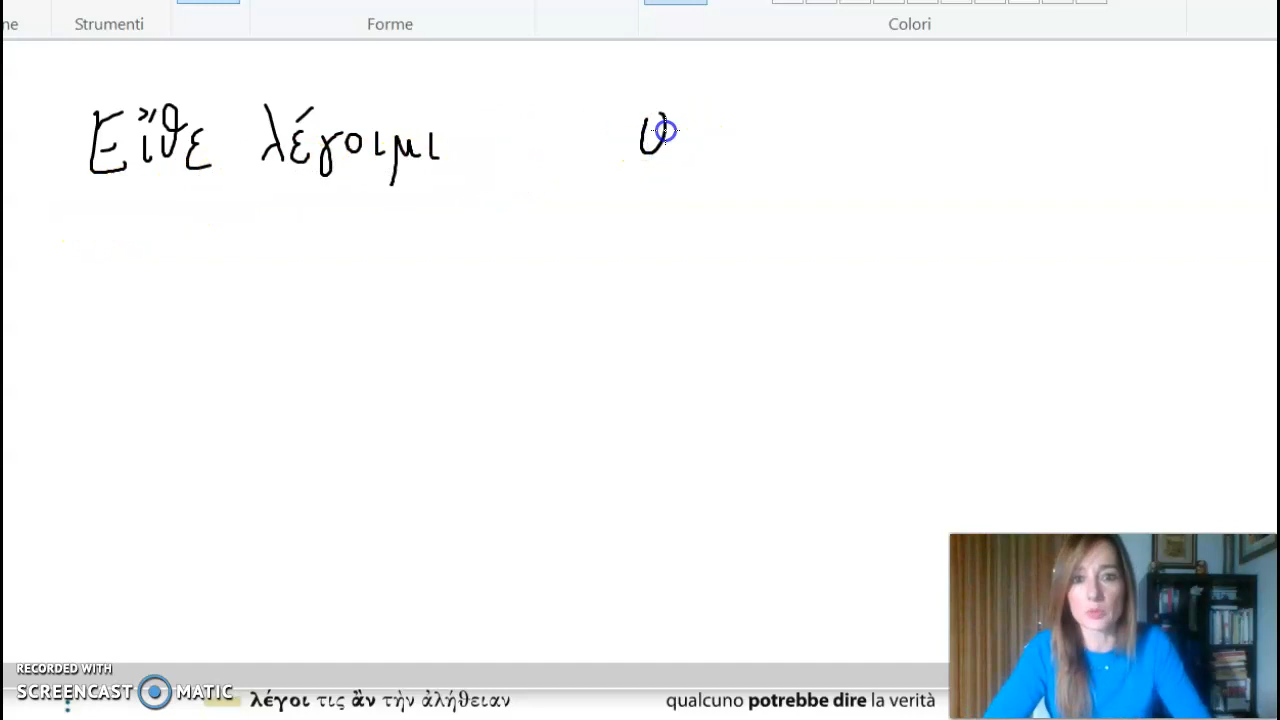 ne Strumenti Forme Colori
Εἴθε λέγοιμι
RECORDED WITH
SCREENCAST MATIC
λέγοι τις ἂν τὴν ἀλήθειαν qualcuno potrebbe dire la verità